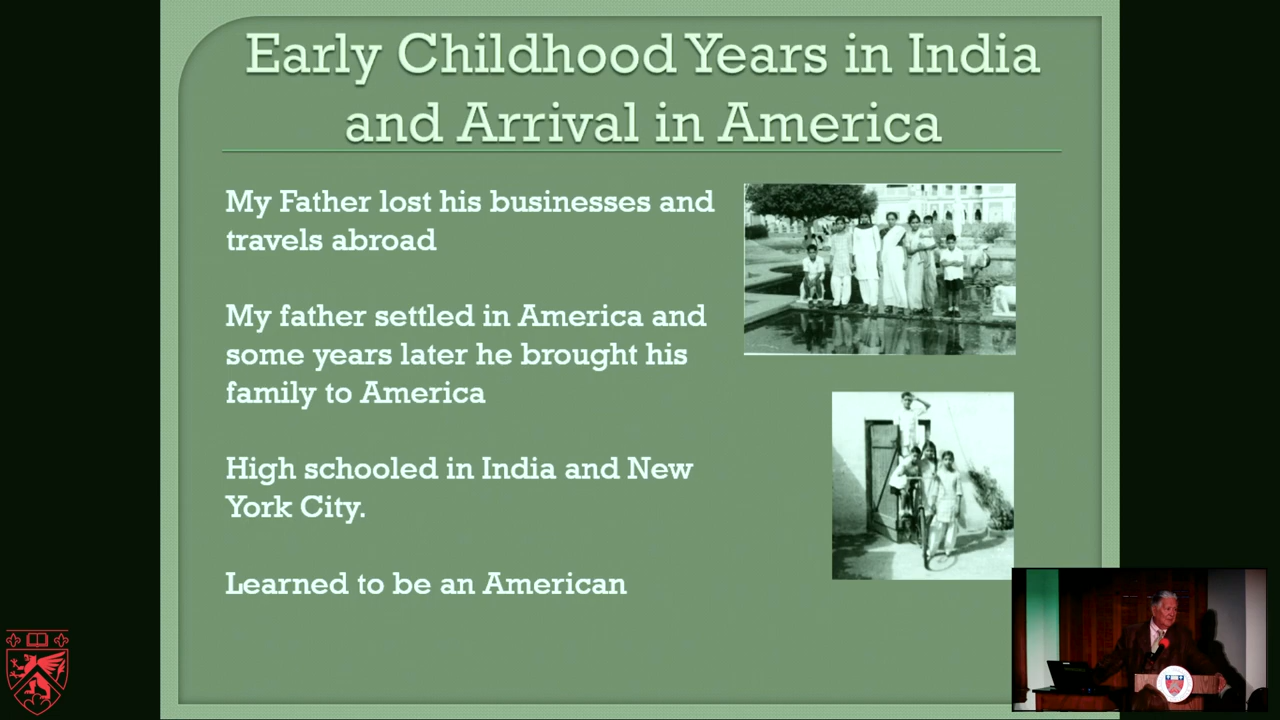 Early Childhood Years in India
and Arrival in America
My Father lost his businesses and
travels abroad
My father settled in America and
some years later he brought his
family to America
High schooled in India and New
York City.
Learned to be an American